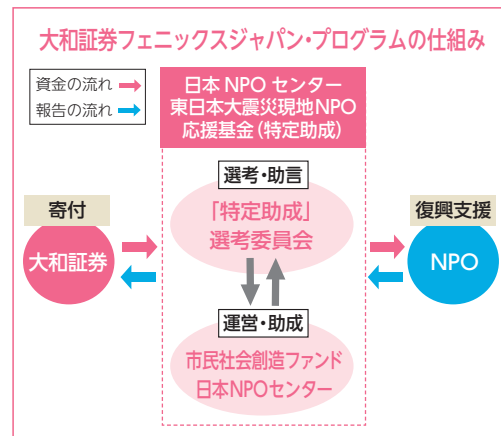 大和証券フェニックスジャパン・プログラムの仕組み
資金の流れ
報告の流れ
日本 NPO センター
東日本大震災現地NPO
応援基金(特定助成)
選考・助言
「特定助成」
選考委員会
寄付
大和証券
復興支援
NPO
運営・助成
市民社会創造ファンド
日本NPOセンター